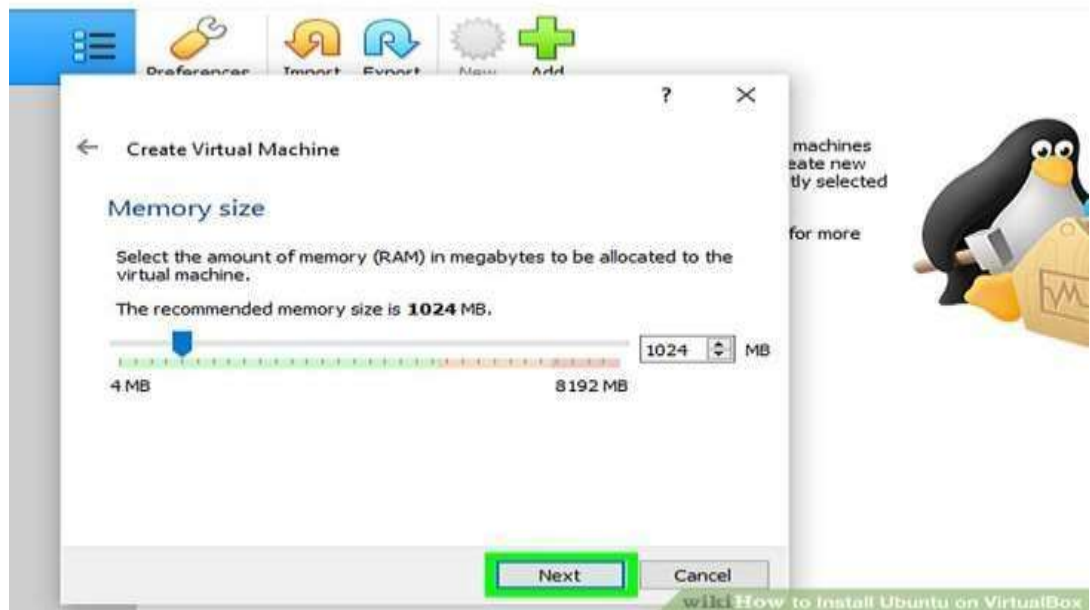 Preferences Import Export New Add
? ×
Create Virtual Machine
machines
eate new
tly selected
for more
Memory size
Select the amount of memory (RAM) in megabytes to be allocated to the
virtual machine.
The recommended memory size is 1024 MB.
1024 MB
4 MB 8192 MB
Next Cancel
wikiHow to Install Ubuntu on VirtualBox